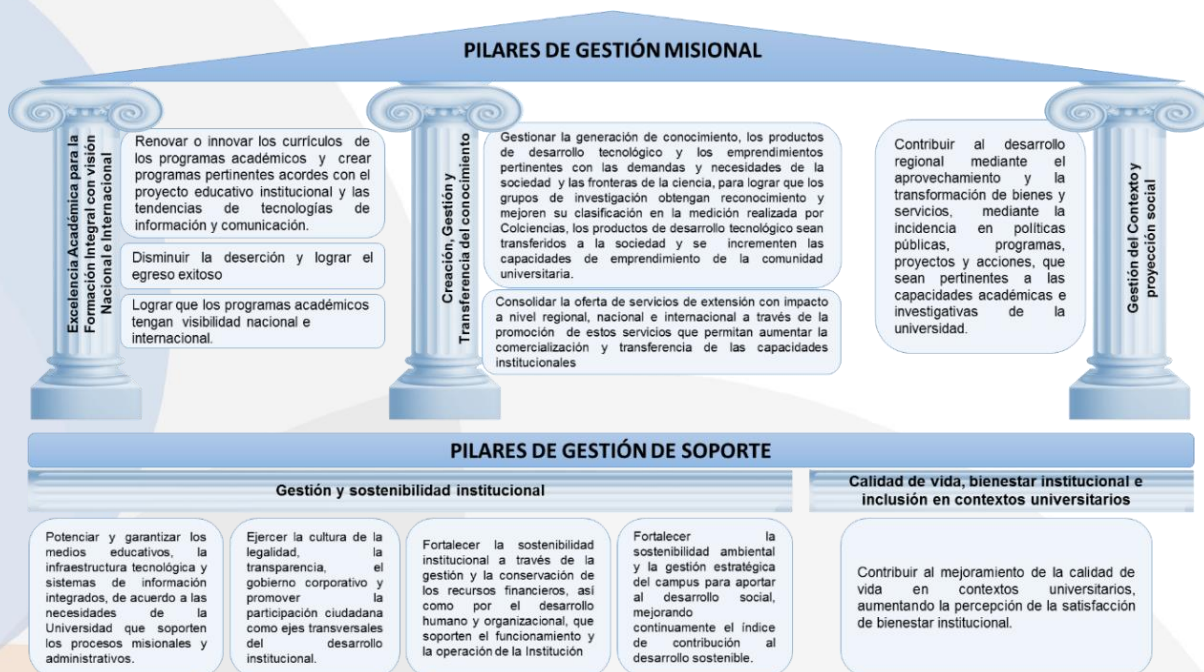 PILARES DE GESTIÓN MISIONAL
Excelencia Académica para la
Formación Integral con visión
Nacional e Internacional
Renovar o innovar los currículos de
los programas académicos y crear
programas pertinentes acordes con el
proyecto educativo institucional y las
tendencias de tecnologías de
información y comunicación.
Disminuir la deserción y lograr el
egreso exitoso
Lograr que los programas académicos
tengan visibilidad nacional e
internacional.
Creación, Gestión y
Transferencia del conocimiento
Gestionar la generación de conocimiento, los productos
de desarrollo tecnológico y los emprendimientos
pertinentes con las demandas y necesidades de la
sociedad y las fronteras de la ciencia, para lograr que los
grupos de investigación obtengan reconocimiento y
mejoren su clasificación en la medición realizada por
Colciencias, los productos de desarrollo tecnológico sean
transferidos a la sociedad y se incrementen las
capacidades de emprendimiento de la comunidad
universitaria.
Consolidar la oferta de servicios de extensión con impacto
a nivel regional, nacional e internacional a través de la
promoción de estos servicios que permitan aumentar la
comercialización y transferencia de las capacidades
institucionales
Contribuir al desarrollo
regional mediante el
aprovechamiento y la
transformación de bienes y
servicios, mediante la
incidencia en políticas
públicas, programas,
proyectos y acciones, que
sean pertinentes a las
capacidades académicas e
investigativas de la
universidad.
Gestión del Contexto y
proyección social
PILARES DE GESTIÓN DE SOPORTE
Gestión y sostenibilidad institucional
Potenciar y garantizar los
medios educativos, la
infraestructura tecnológica y
sistemas de información
integrados, de acuerdo a las
necesidades de la
Universidad que soporten
los procesos misionales y
administrativos.
Ejercer la cultura de la
legalidad, la
transparencia, el
gobierno corporativo y
promover la
participación ciudadana
como ejes transversales
del desarrollo
institucional.
Fortalecer la sostenibilidad
institucional a través de la
gestión y la conservación de
los recursos financieros, así
como por el desarrollo
humano y organizacional, que
soporten el funcionamiento y
la operación de la Institución
Fortalecer la
sostenibilidad ambiental
y la gestión estratégica
del campus para aportar
al desarrollo social,
mejorando
continuamente el índice
de contribución al
desarrollo sostenible.
Calidad de vida, bienestar institucional e
inclusión en contextos universitarios
Contribuir al mejoramiento de la calidad de
vida en contextos universitarios,
aumentando la percepción de la satisfacción
de bienestar institucional.